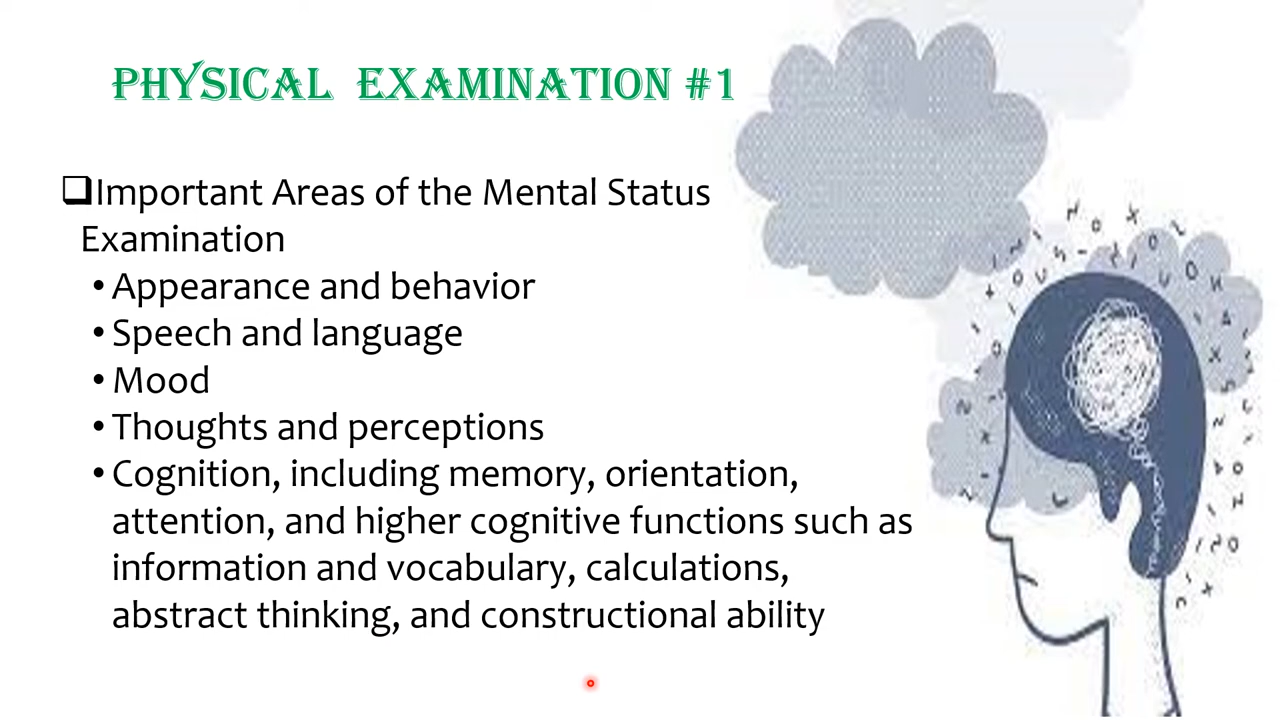 PHYSICAL EXAMINATION #1
❑Important Areas of the Mental Status
Examination
• Appearance and behavior
• Speech and language
• Mood
• Thoughts and perceptions
• Cognition, including memory, orientation,
attention, and higher cognitive functions such as
information and vocabulary, calculations,
abstract thinking, and constructional ability